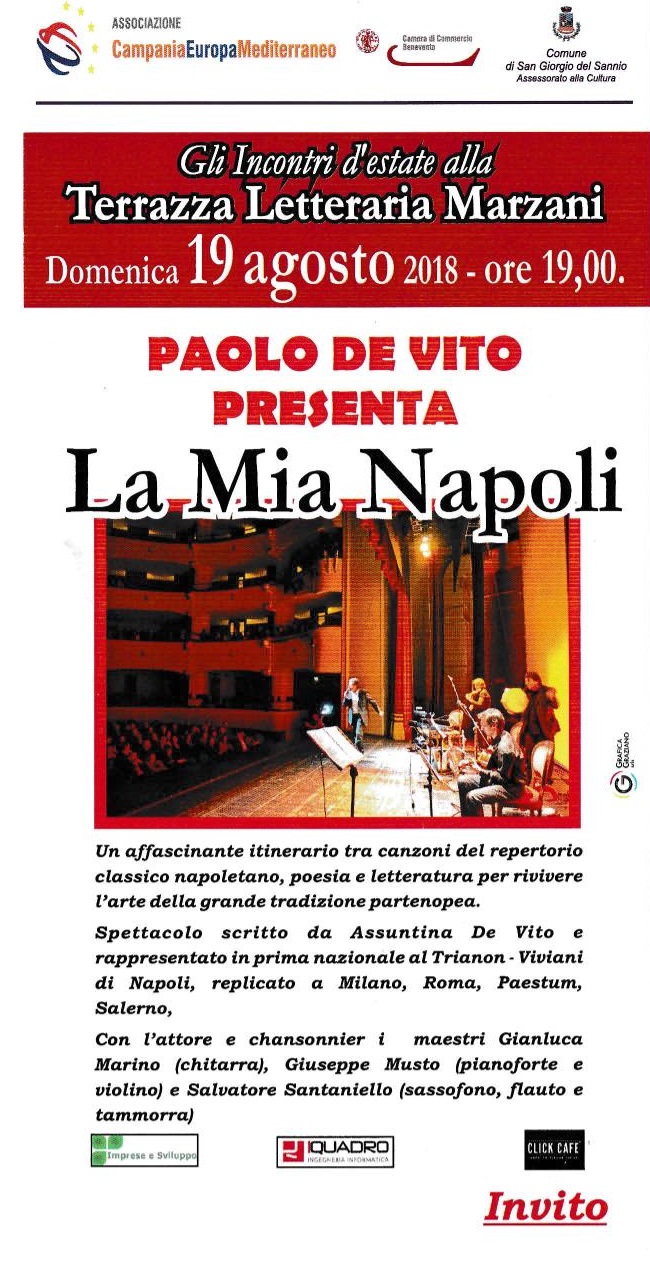 ASSOCIAZIONE
CampaniaEuropaMediterraneo
Camera di Commercio
Benevento
Comune
di San Giorgio del Sannio
Assessorato alla Cultura
Gli Incontri d'estate alla
Terrazza Letteraria Marzani
Domenica 19 agosto 2018 - ore 19,00.
PAOLO DE VITO
PRESENTA
La Mia Napoli
GRAFICA
GRAZIANO
Un affascinante itinerario tra canzoni del repertorio
classico napoletano, poesia e letteratura per rivivere
l'arte della grande tradizione partenopea.
Spettacolo scritto da Assuntina De Vito e
rappresentato in prima nazionale al Trianon - Viviani
di Napoli, replicato a Milano, Roma, Paestum,
Salerno,
Con l'attore e chansonnier i maestri Gianluca
Marino (chitarra), Giuseppe Musto (pianoforte e
violino) e Salvatore Santaniello (sassofono, flauto e
tammorra)
Imprese e Sviluppo
IQUADRO
INGEGNERIA INFORMATICA
CLICK CAFE'
Invito